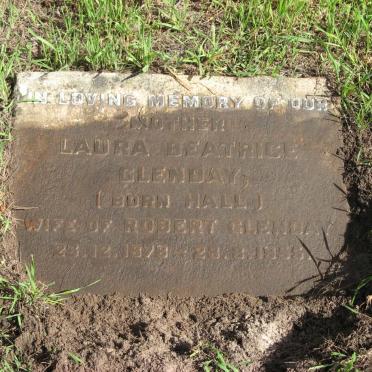 IN LOVING MEMORY OF OUR
MOTHER
LAURA BEATRICE
GLENDAY,
(BORN HALL.)
WIFE OF ROBERT GLENDAY